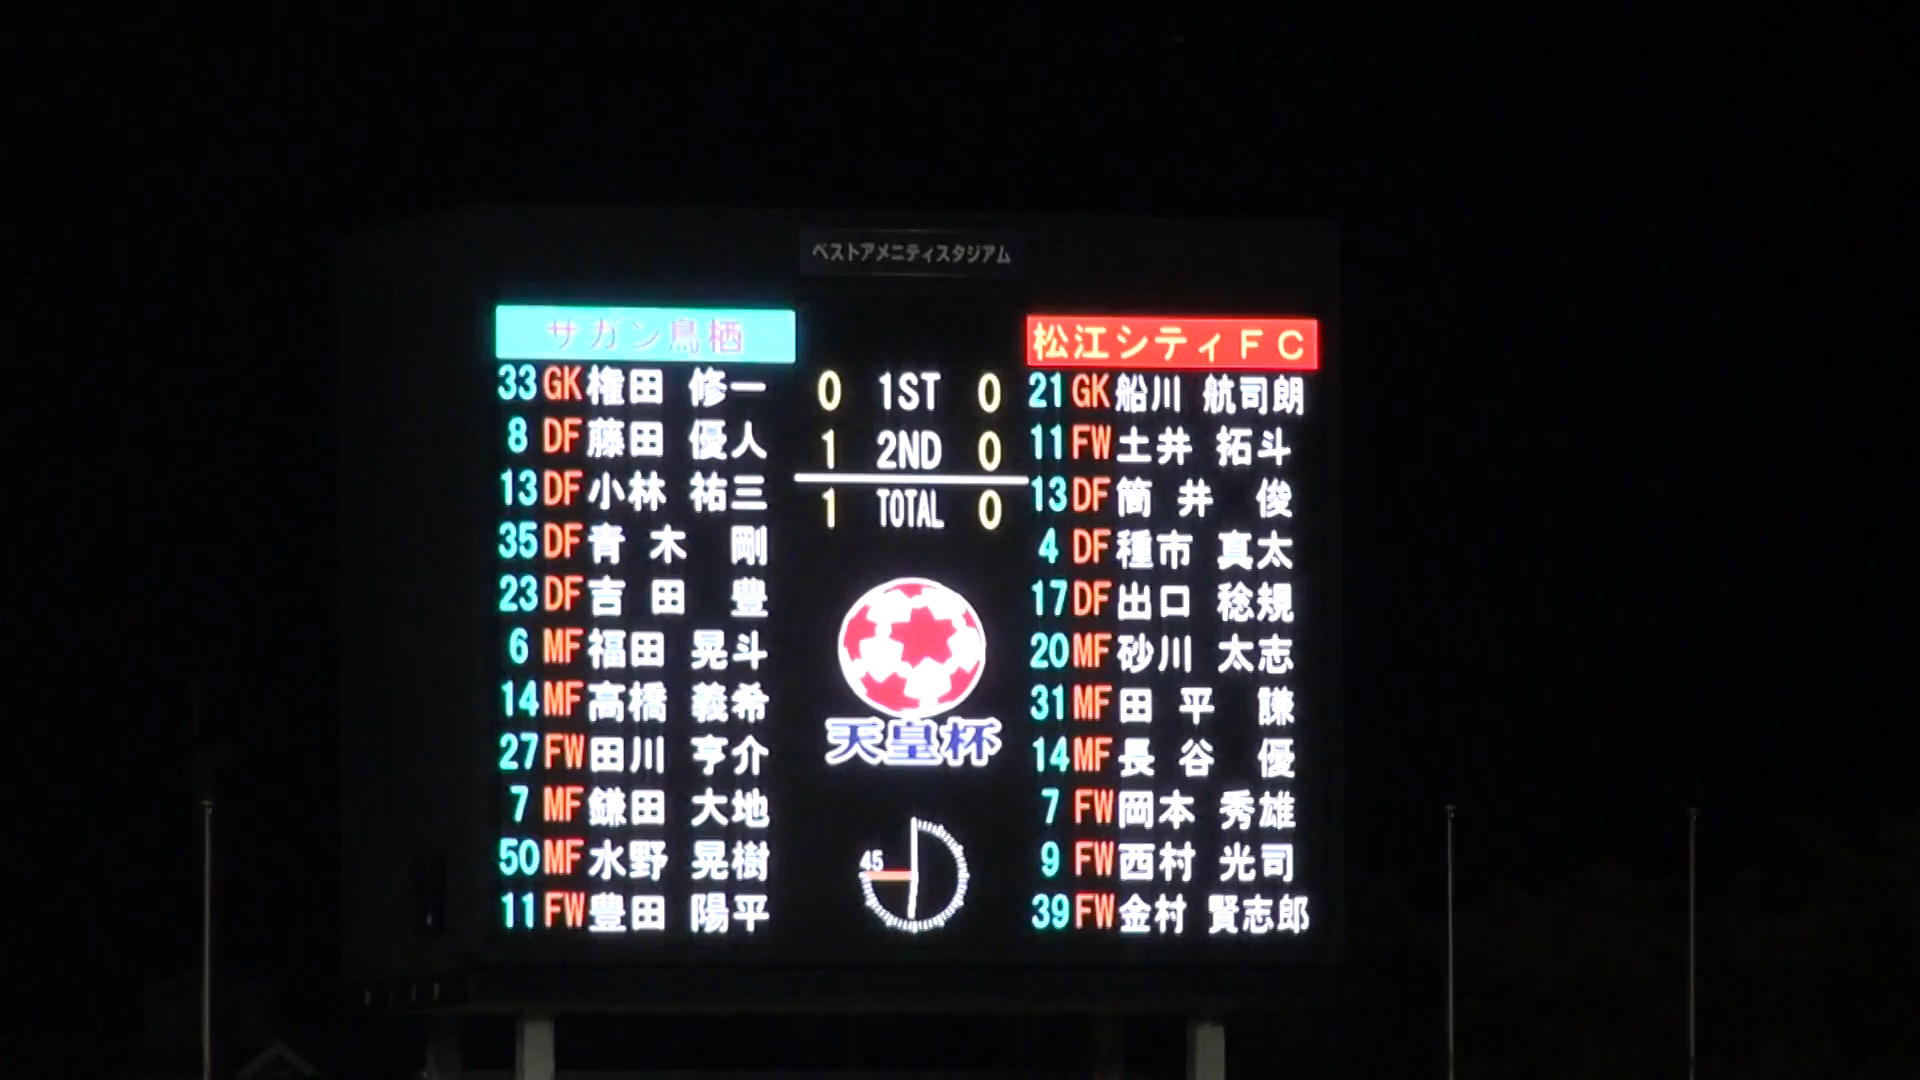 ベストアメニティスタジアム
サガン鳥栖
33 GK 権田 修一
8 DF 藤田 優人
13 DF 小林 祐三
35 DF 青木 剛
23 DF 吉田 豊
6 MF 福田 晃斗
14 MF 高橋 義希
27 FW 田川 亨介
7 MF 鎌田 大地
50 MF 水野 晃樹
11 FW 豊田 陽平
0 1ST 0
1 2ND 0
1 TOTAL 0
天皇杯
45
松江シティFC
21 GK 船川 航司朗
11 FW 土井 拓斗
13 DF 筒井 俊
4 DF 種市 真太
17 DF 出口 稔規
20 MF 砂川 太志
31 MF 田平 謙
14 MF 長谷 優
7 FW 岡本 秀雄
9 FW 西村 光司
39 FW 金村 賢志郎